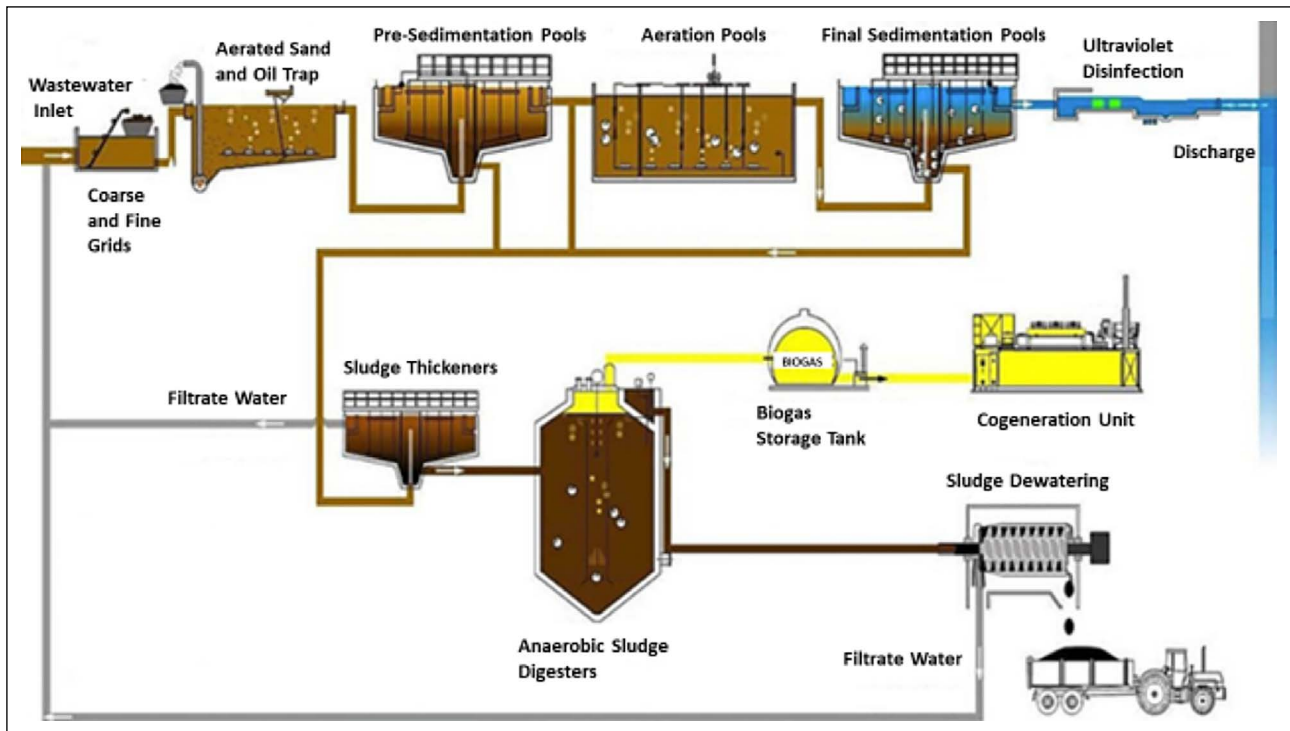 Wastewater
Inlet
Aerated Sand
and Oil Trap
Pre-Sedimentation Pools
Aeration Pools
Final Sedimentation Pools
Ultraviolet
Disinfection
Coarse
and Fine
Grids
Discharge
Filtrate Water
Sludge Thickeners
BIOGAS
Biogas
Storage Tank
Cogeneration Unit
Sludge Dewatering
Anaerobic Sludge
Digesters
Filtrate Water